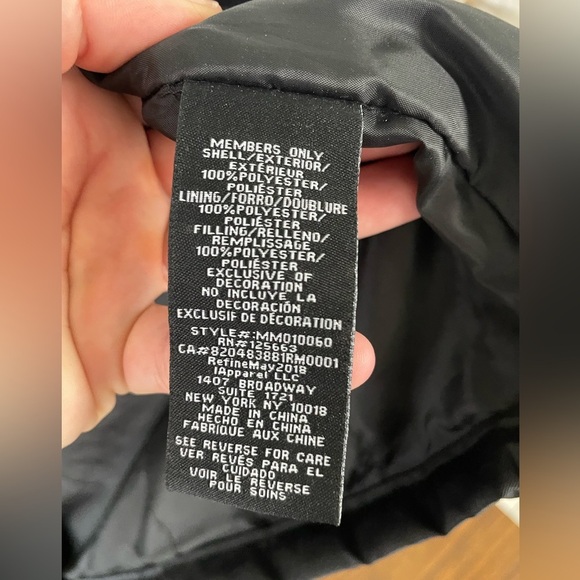 MEMBERS ONLY
SHELL/EXTERIOR/
EXTÉRIEUR
100%POLYESTER/
POLIÉSTER
LINING/FORRO/DOUBLURE
100%POLYESTER/
POLIÉSTER
FILLING/RELLENO/
REMPLISSAGE
100%POLYESTER/
POLIÉSTER
EXCLUSIVE OF
DECORATION
NO INCLUYE LA
DECORACIÓN
EXCLUSIF DE DÉCORATION
STYLE#:MM010060
RN#125663
CA#820483881RM0001
RefineMay2018
iApparel LLC
1407 BROADWAY
SUITE 1721
NEW YORK NY 10018
MADE IN CHINA
HECHO EN CHINA
FABRIQUE AUX CHINE
SEE REVERSE FOR CARE
VER REVÉS PARA EL
CUIDADO
VOIR LE REVERSE
POUR SOINS